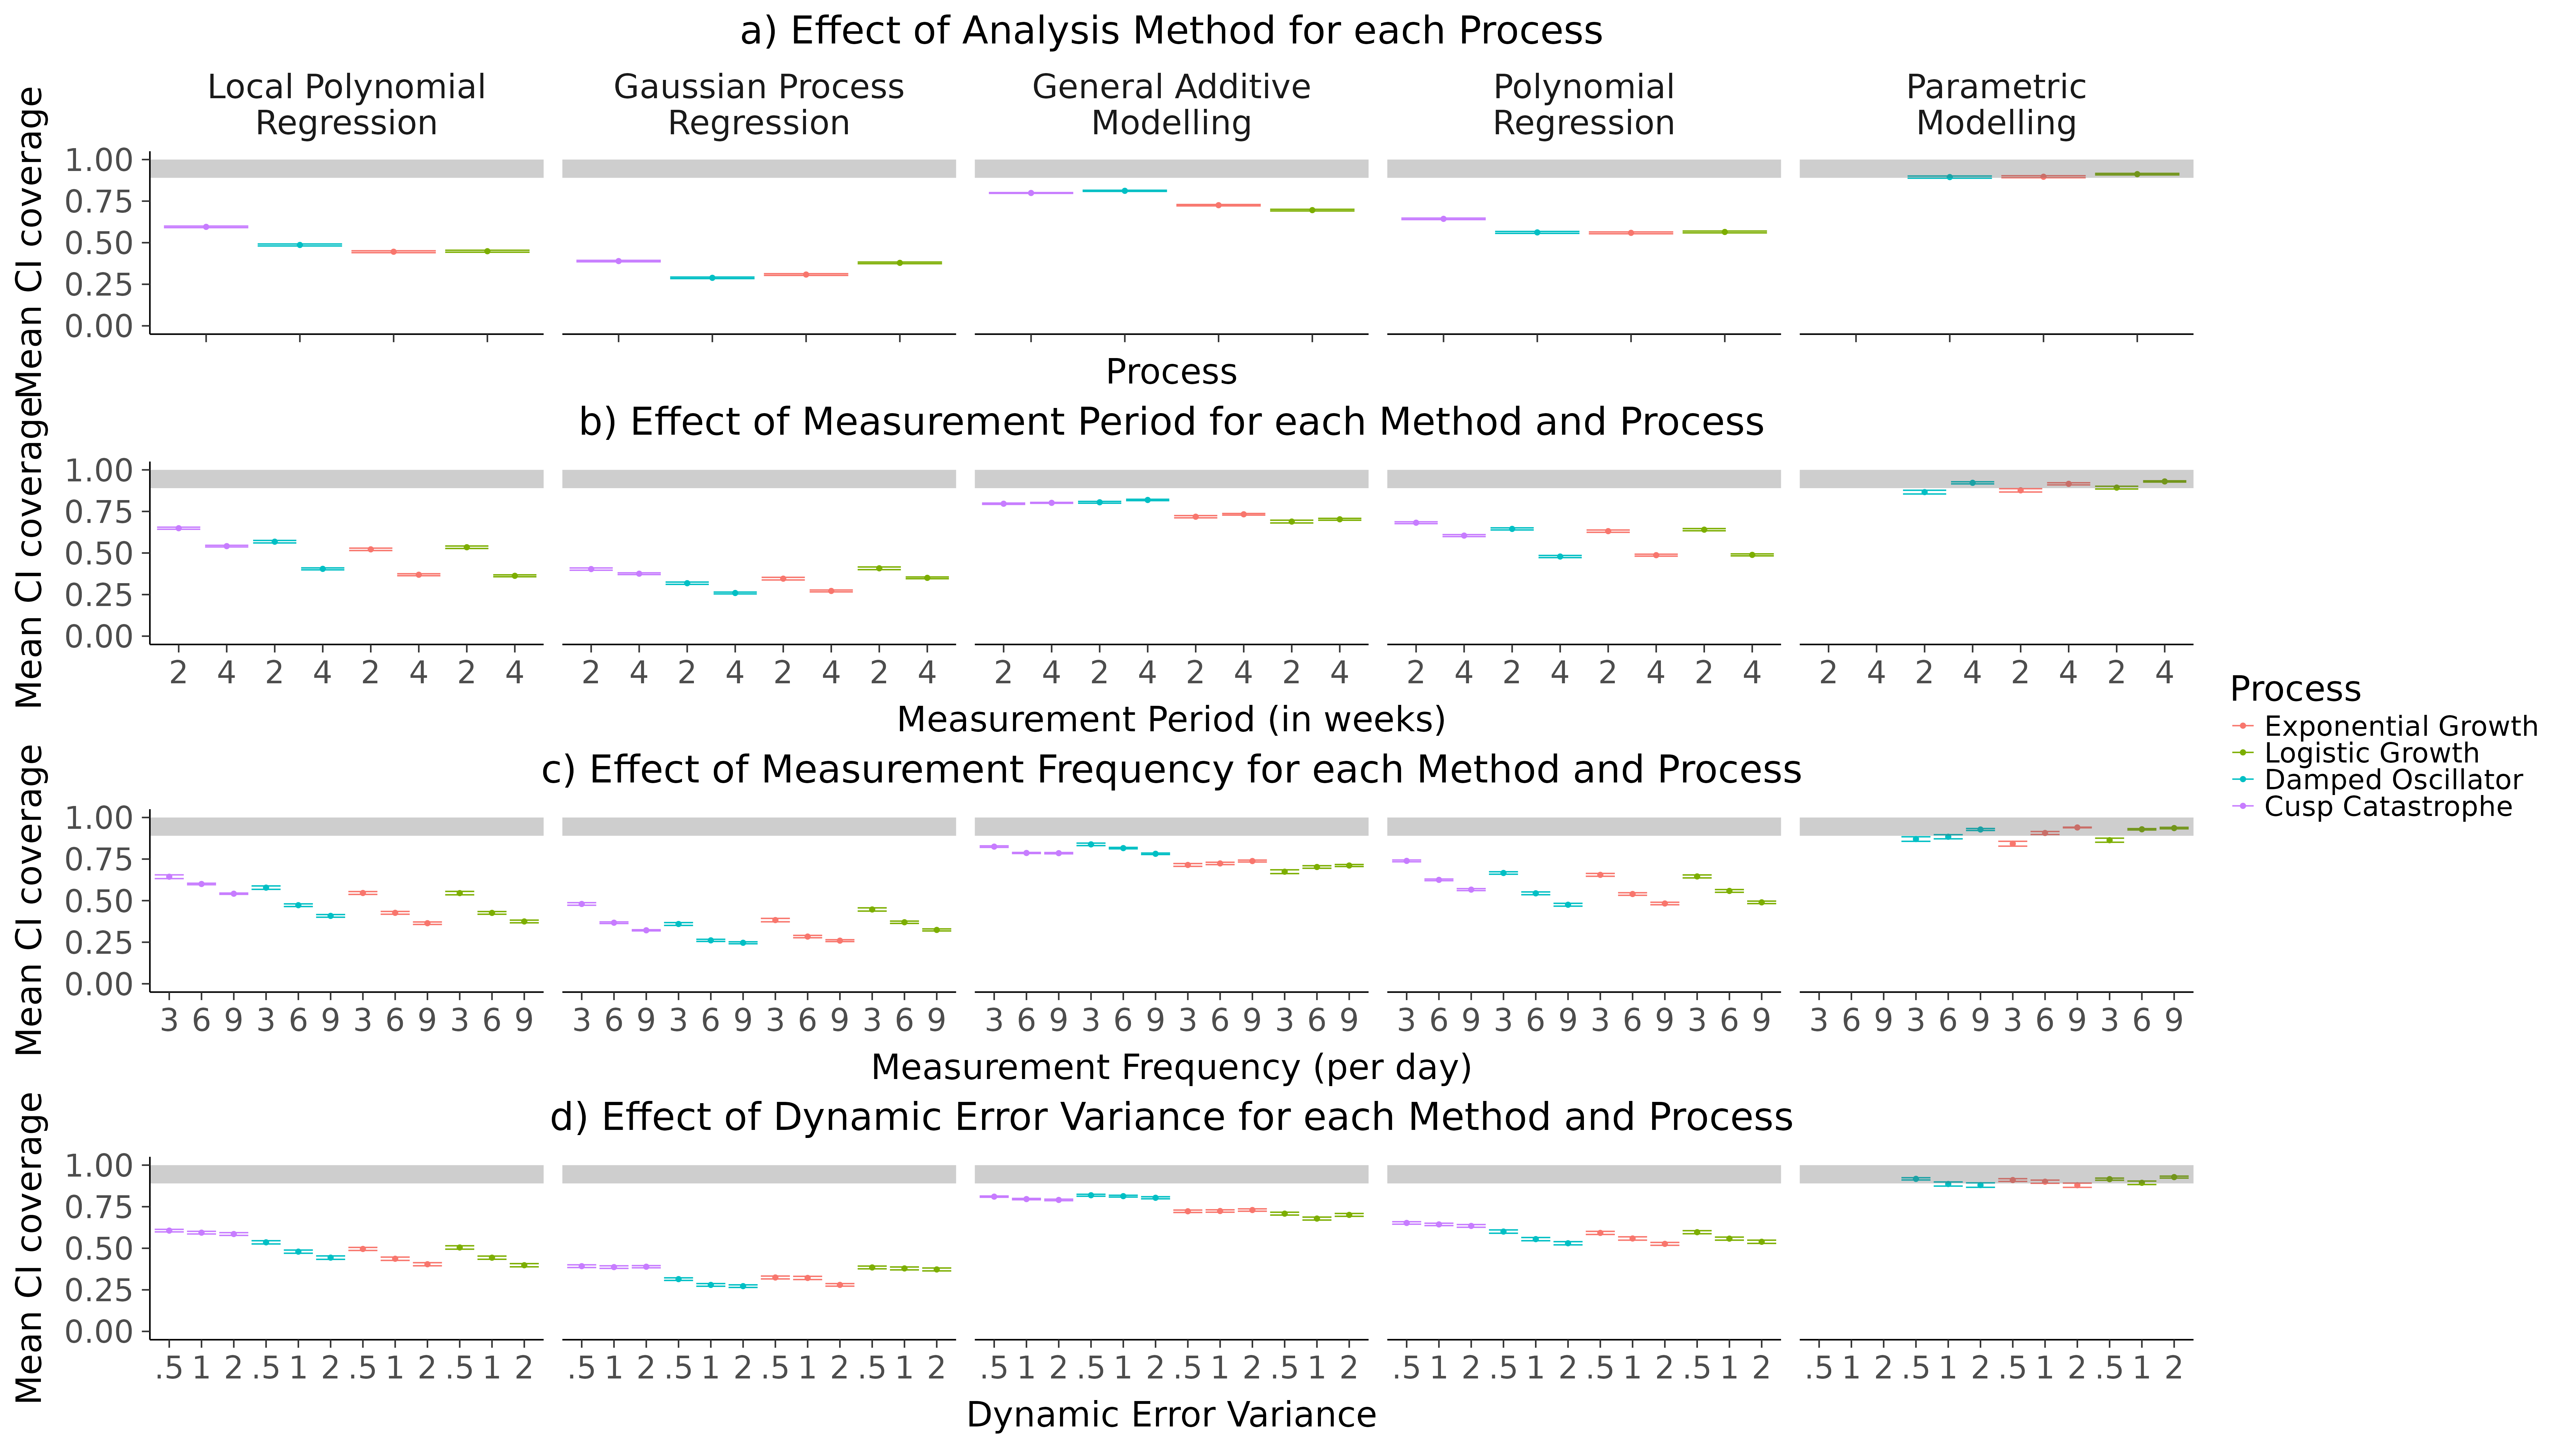 a) Effect of Analysis Method for each Process
Local Polynomial
Regression
Gaussian Process
Regression
General Additive
Modelling
Polynomial
Regression
Parametric
Modelling
Mean CI coverage
1.00
0.75
0.50
0.25
0.00
Process
b) Effect of Measurement Period for each Method and Process
Mean CI coverage
1.00
0.75
0.50
0.25
0.00
2 4 2 4 2 4 2 4
2 4 2 4 2 4 2 4
2 4 2 4 2 4 2 4
2 4 2 4 2 4 2 4
2 4 2 4 2 4 2 4
Measurement Period (in weeks)
c) Effect of Measurement Frequency for each Method and Process
Mean CI coverage
1.00
0.75
0.50
0.25
0.00
3 6 9 3 6 9 3 6 9 3 6 9
3 6 9 3 6 9 3 6 9 3 6 9
3 6 9 3 6 9 3 6 9 3 6 9
3 6 9 3 6 9 3 6 9 3 6 9
3 6 9 3 6 9 3 6 9 3 6 9
Measurement Frequency (per day)
d) Effect of Dynamic Error Variance for each Method and Process
Mean CI coverage
1.00
0.75
0.50
0.25
0.00
.5 1 2 .5 1 2 .5 1 2 .5 1 2
.5 1 2 .5 1 2 .5 1 2 .5 1 2
.5 1 2 .5 1 2 .5 1 2 .5 1 2
.5 1 2 .5 1 2 .5 1 2 .5 1 2
.5 1 2 .5 1 2 .5 1 2 .5 1 2
Dynamic Error Variance
Process
Exponential Growth
Logistic Growth
Damped Oscillator
Cusp Catastrophe